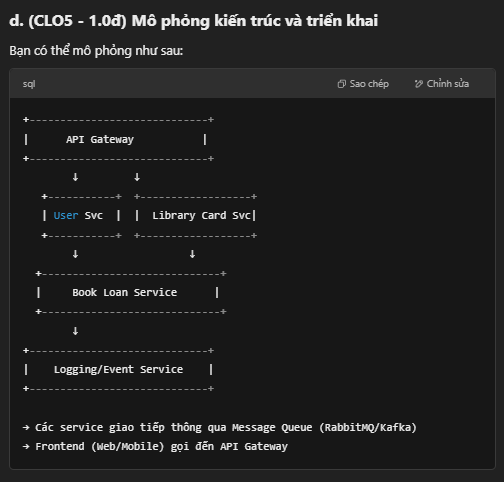 d. (CLO5 - 1.0đ) Mô phỏng kiến trúc và triển khai
Bạn có thể mô phỏng như sau:
sql
Sao chép
Chỉnh sửa
+-----------------------------+
|      API Gateway           |
+-----------------------------+
        ↓         ↓
   +-----------+  +------------------+
   | User Svc  |  |  Library Card Svc|
   +-----------+  +------------------+
        ↓                  ↓
  +-----------------------------+
  |     Book Loan Service      |
  +-----------------------------+
        ↓
+-----------------------------+
|    Logging/Event Service    |
+-----------------------------+
→ Các service giao tiếp thông qua Message Queue (RabbitMQ/Kafka)
→ Frontend (Web/Mobile) gọi đến API Gateway